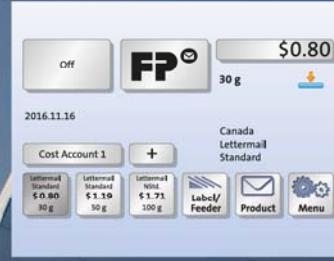 $0.80
Off
FP
30 g
2016.11.16
Canada
Lettermail
Standard
Cost Account 1
+
Lettermail
Standard
$ 0.80
30 g
Lettermail
Standard
$ 1.19
50 g
Lettermail
NStd.
$ 1.71
100 g
Label/
Feeder
Product
Menu